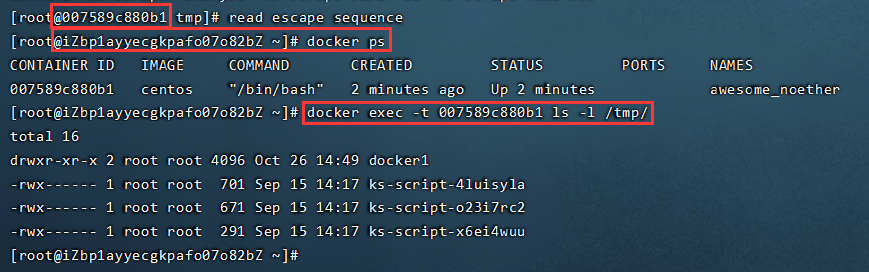 [root@007589c880b1 tmp]# read escape sequence
[root@iZbp1ayyecgkpafo07o82bZ ~]# docker ps
CONTAINER ID IMAGE COMMAND CREATED STATUS PORTS NAMES
007589c880b1 centos "/bin/bash" 2 minutes ago Up 2 minutes awesome_noether
[root@iZbp1ayyecgkpafo07o82bZ ~]# docker exec -t 007589c880b1 ls -l /tmp/
total 16
drwxr-xr-x 2 root root 4096 Oct 26 14:49 docker1
-rwx------ 1 root root 701 Sep 15 14:17 ks-script-4luisyla
-rwx------ 1 root root 671 Sep 15 14:17 ks-script-o23i7rc2
-rwx------ 1 root root 291 Sep 15 14:17 ks-script-x6ei4wuu
[root@iZbp1ayyecgkpafo07o82bZ ~]#